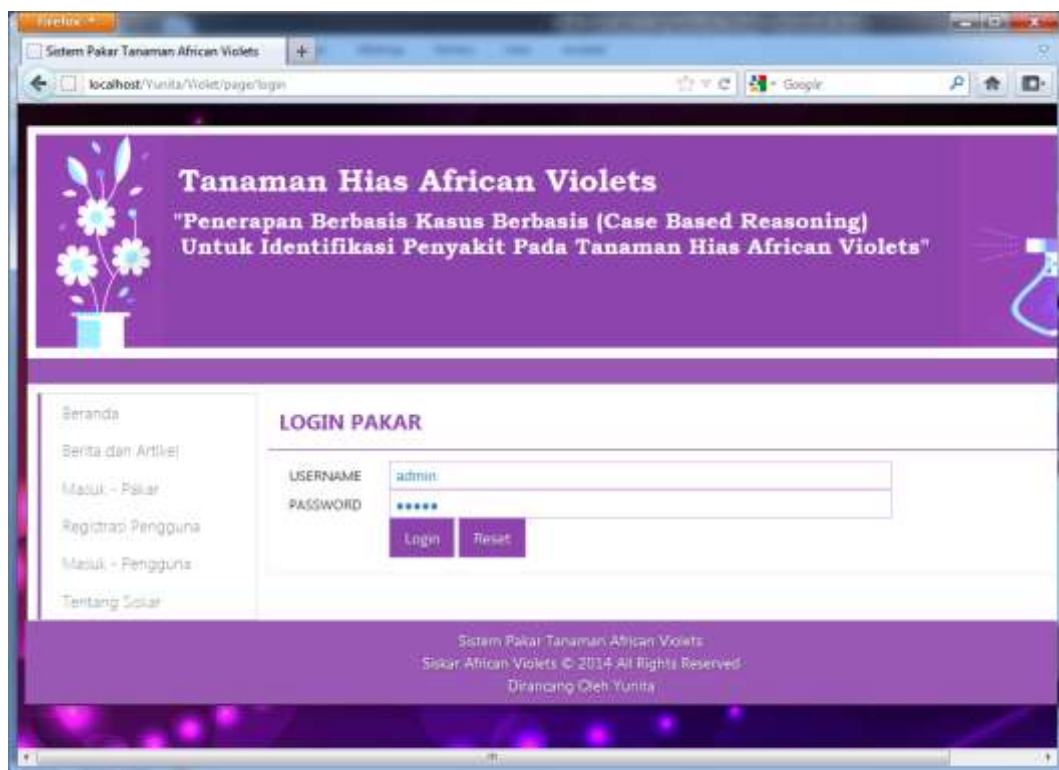 Firefox
Sistem Pakar Tanaman African Violets
localhost/Yunita/Violet/page/login
Google
Tanaman Hias African Violets
"Penerapan Berbasis Kasus Berbasis (Case Based Reasoning)
Untuk Identifikasi Penyakit Pada Tanaman Hias African Violets"
Beranda
Berita dan Artikel
Masuk - Pakar
Registrasi Pengguna
Masuk - Pengguna
Tentang Siskar
LOGIN PAKAR
USERNAME admin
PASSWORD •••••
Login Reset
Sistem Pakar Tanaman African Violets
Siskar African Violets © 2014 All Rights Reserved
Dirancang Oleh Yunita